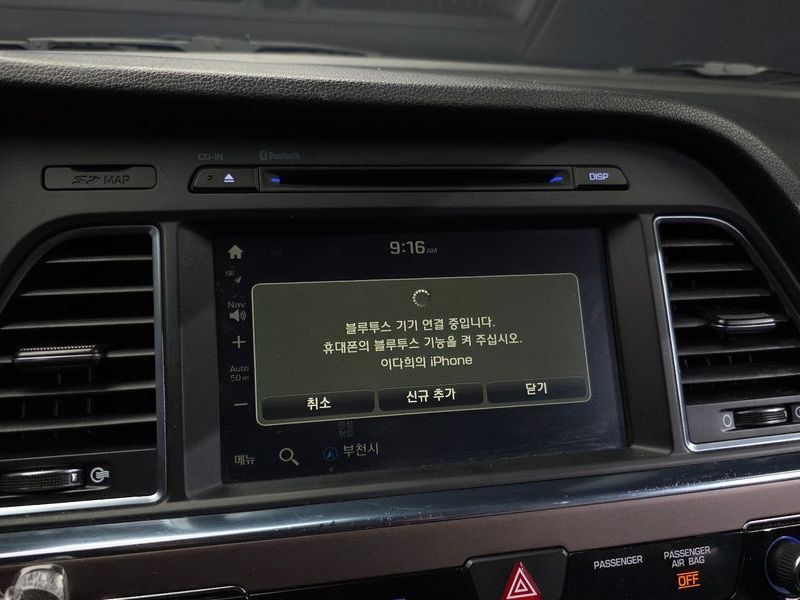 CD-IN Bluetooth
MAP
DISP
9:16 AM
SE
Nav
+
Auto
50m
−
블루투스 기기 연결 중입니다.
휴대폰의 블루투스 기능을 켜 주십시오.
이다희의 iPhone
취소 신규 추가 닫기
메뉴
부천시
PASSENGER
PASSENGER
AIR BAG
OFF